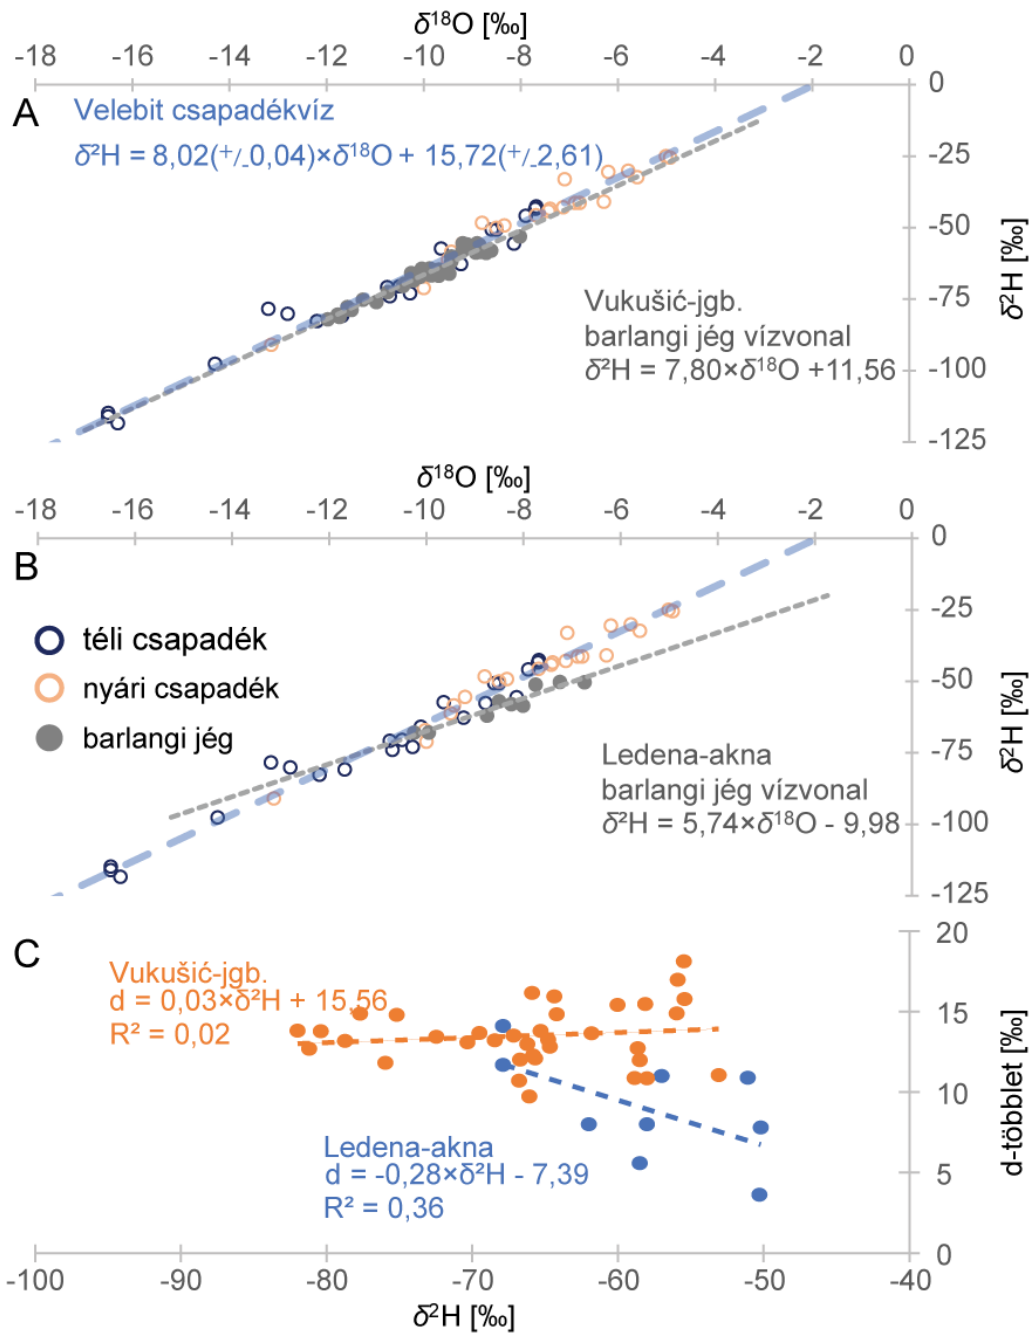 δ¹⁸O [‰]
-18 -16 -14 -12 -10 -8 -6 -4 -2 0
A
Velebit csapadékvíz
δ²H = 8,02(⁺/₋0,04)×δ¹⁸O + 15,72(⁺/₋2,61)
0
-25
-50
-75
-100
-125
δ²H [‰]
Vukušić-jgb.
barlangi jég vízvonal
δ²H = 7,80×δ¹⁸O +11,56
δ¹⁸O [‰]
-18 -16 -14 -12 -10 -8 -6 -4 -2 0
B
téli csapadék
nyári csapadék
barlangi jég
0
-25
-50
-75
-100
-125
δ²H [‰]
Ledena-akna
barlangi jég vízvonal
δ²H = 5,74×δ¹⁸O - 9,98
C
Vukušić-jgb.
d = 0,03×δ²H + 15,56
R² = 0,02
Ledena-akna
d = -0,28×δ²H - 7,39
R² = 0,36
20
15
10
5
0
d-többlet [‰]
-100 -90 -80 -70 -60 -50 -40
δ²H [‰]